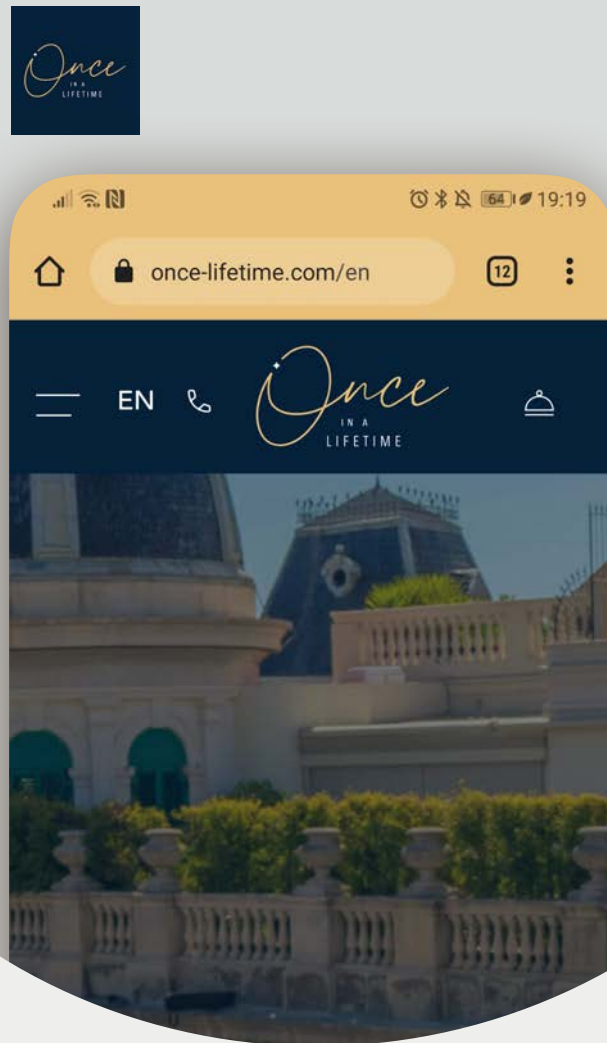 Once
IN A
LIFETIME
64 19:19
once-lifetime.com/en 12
EN
Once
IN A
LIFETIME